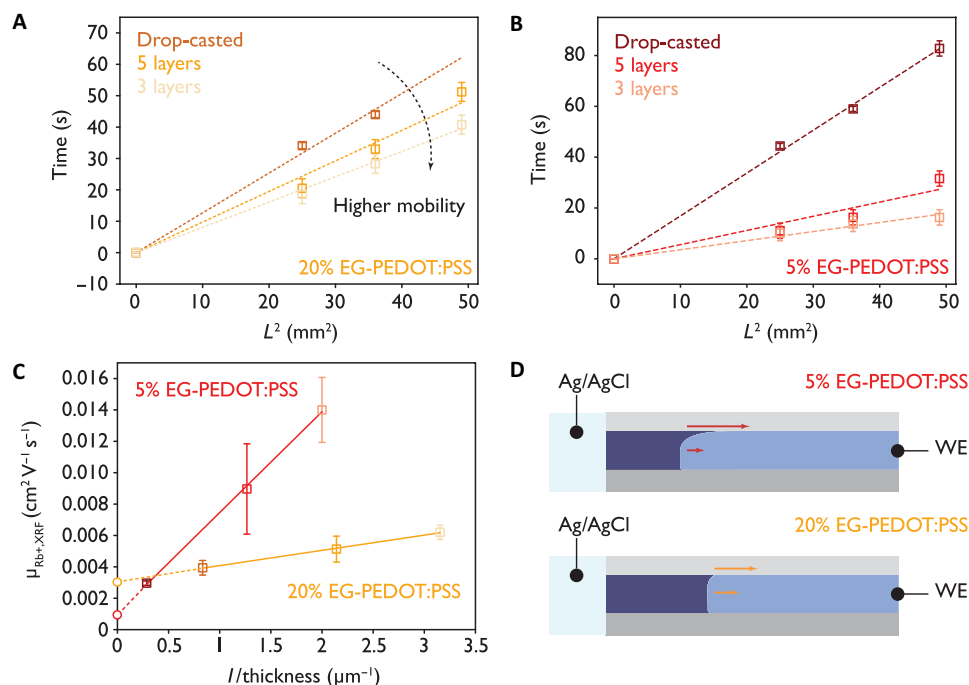 A
70
60
50
40
30
20
10
0
−10
Time (s)
Drop-casted
5 layers
3 layers
Higher mobility
20% EG-PEDOT:PSS
0
10
20
30
40
50
L² (mm²)
B
80
60
40
20
0
Time (s)
Drop-casted
5 layers
3 layers
5% EG-PEDOT:PSS
0
10
20
30
40
50
L² (mm²)
C
0.016
0.014
0.012
0.010
0.008
0.006
0.004
0.002
0
μRb+,XRF (cm² V⁻¹ s⁻¹)
5% EG-PEDOT:PSS
20% EG-PEDOT:PSS
0
0.5
1
1.5
2
2.5
3
3.5
1/thickness (μm⁻¹)
D
Ag/AgCl
5% EG-PEDOT:PSS
WE
Ag/AgCl
20% EG-PEDOT:PSS
WE